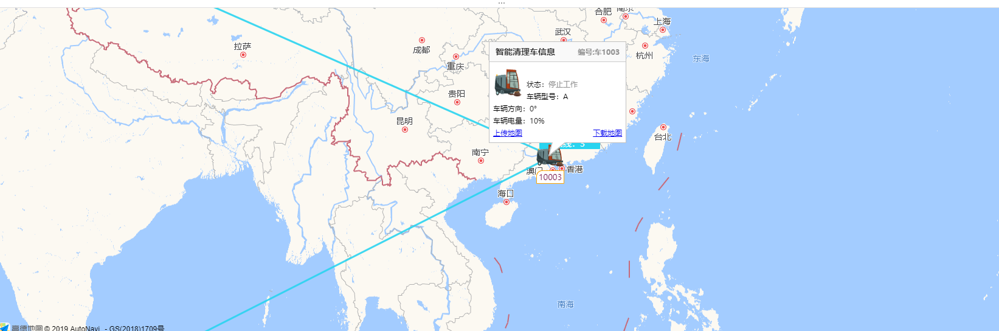 合肥
南京
上海
武汉
拉萨
成都
重庆
杭州
东海
智能清理车信息 编号:车1003
状态：停止工作
车辆型号：A
车辆方向：0°
车辆电量：10%
上传地图 下载地图
贵阳
昆明
台北
南宁
线：5
澳门
香港
10003
海口
南海
高德地图 © 2019 AutoNavi - GS(2018)1709号